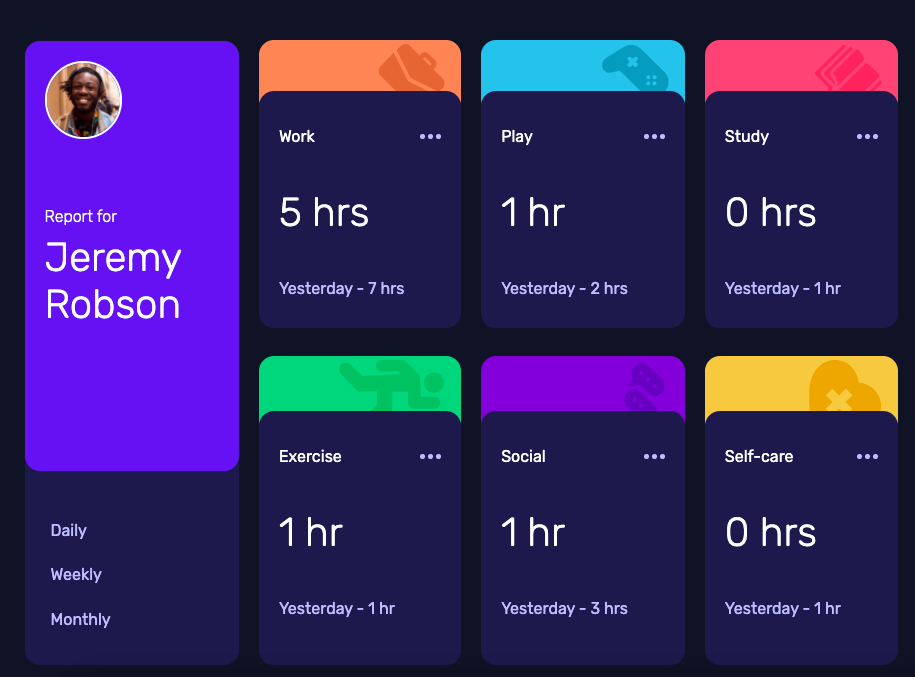 Report for
Jeremy
Robson
Daily
Weekly
Monthly
Work
5 hrs
Yesterday - 7 hrs
Play
1 hr
Yesterday - 2 hrs
Study
0 hrs
Yesterday - 1 hr
Exercise
1 hr
Yesterday - 1 hr
Social
1 hr
Yesterday - 3 hrs
Self-care
0 hrs
Yesterday - 1 hr